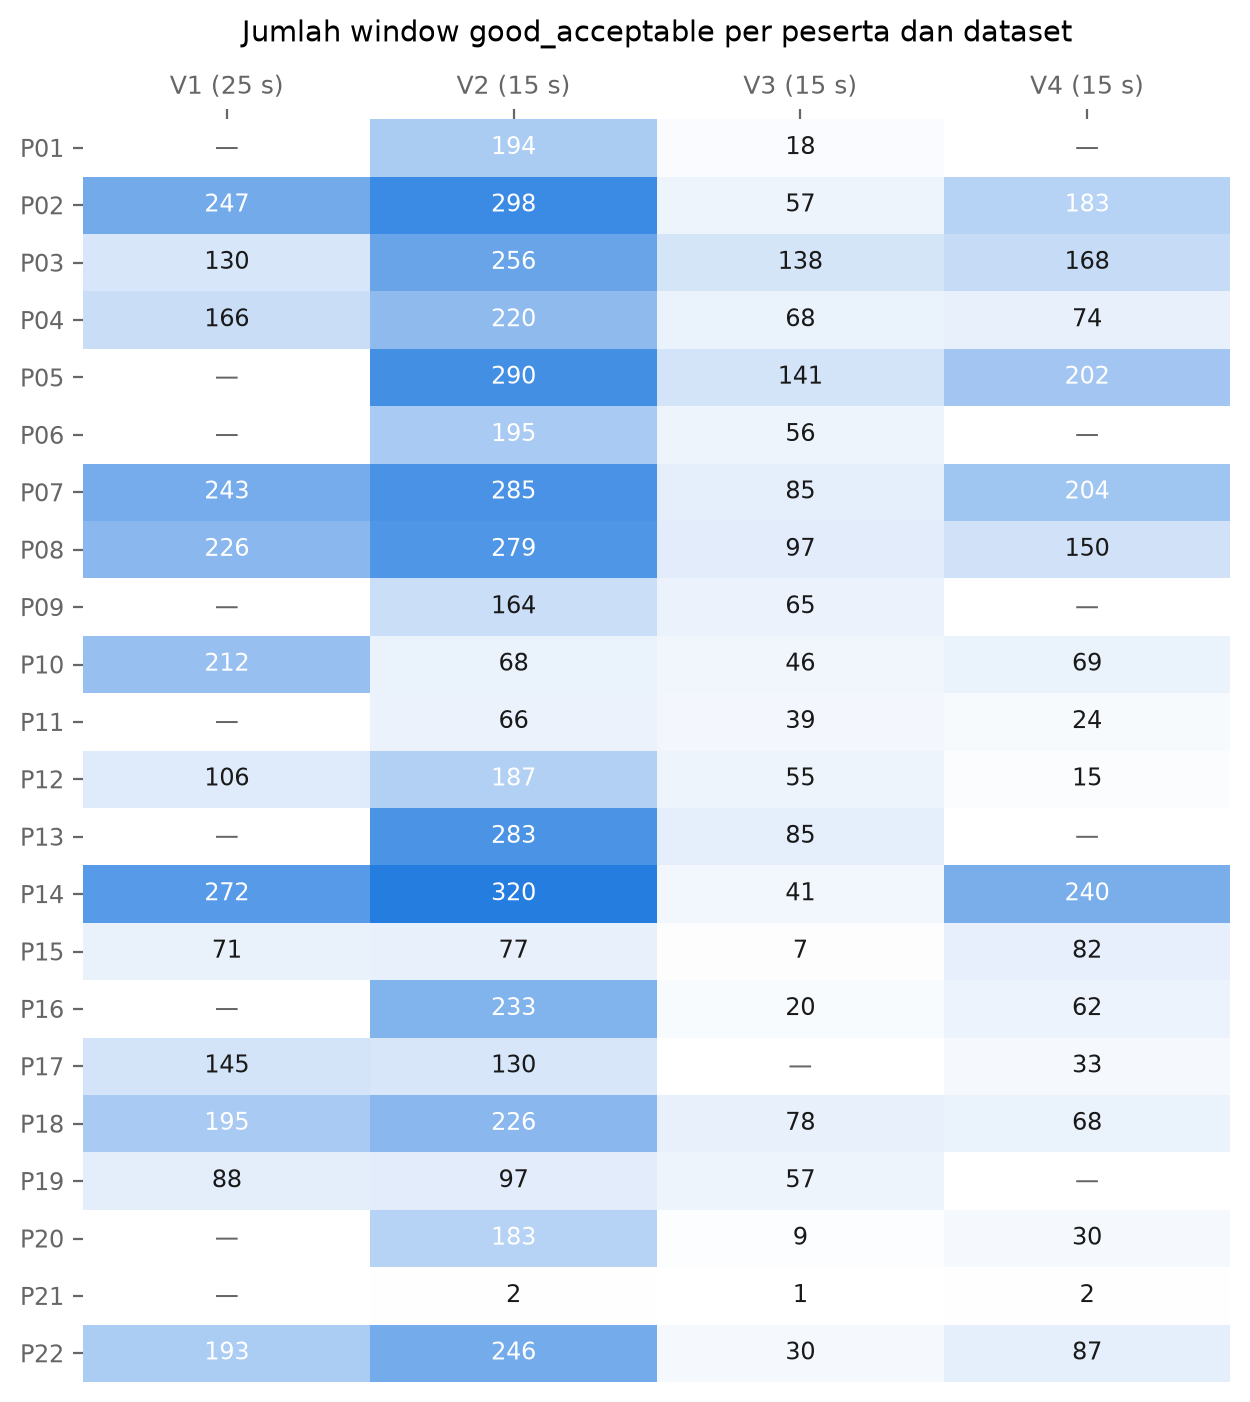 Jumlah window good_acceptable per peserta dan dataset
V1 (25 s) V2 (15 s) V3 (15 s) V4 (15 s)
P01 — 194 18 —
P02 247 298 57 183
P03 130 256 138 168
P04 166 220 68 74
P05 — 290 141 202
P06 — 195 56 —
P07 243 285 85 204
P08 226 279 97 150
P09 — 164 65 —
P10 212 68 46 69
P11 — 66 39 24
P12 106 187 55 15
P13 — 283 85 —
P14 272 320 41 240
P15 71 77 7 82
P16 — 233 20 62
P17 145 130 — 33
P18 195 226 78 68
P19 88 97 57 —
P20 — 183 9 30
P21 — 2 1 2
P22 193 246 30 87